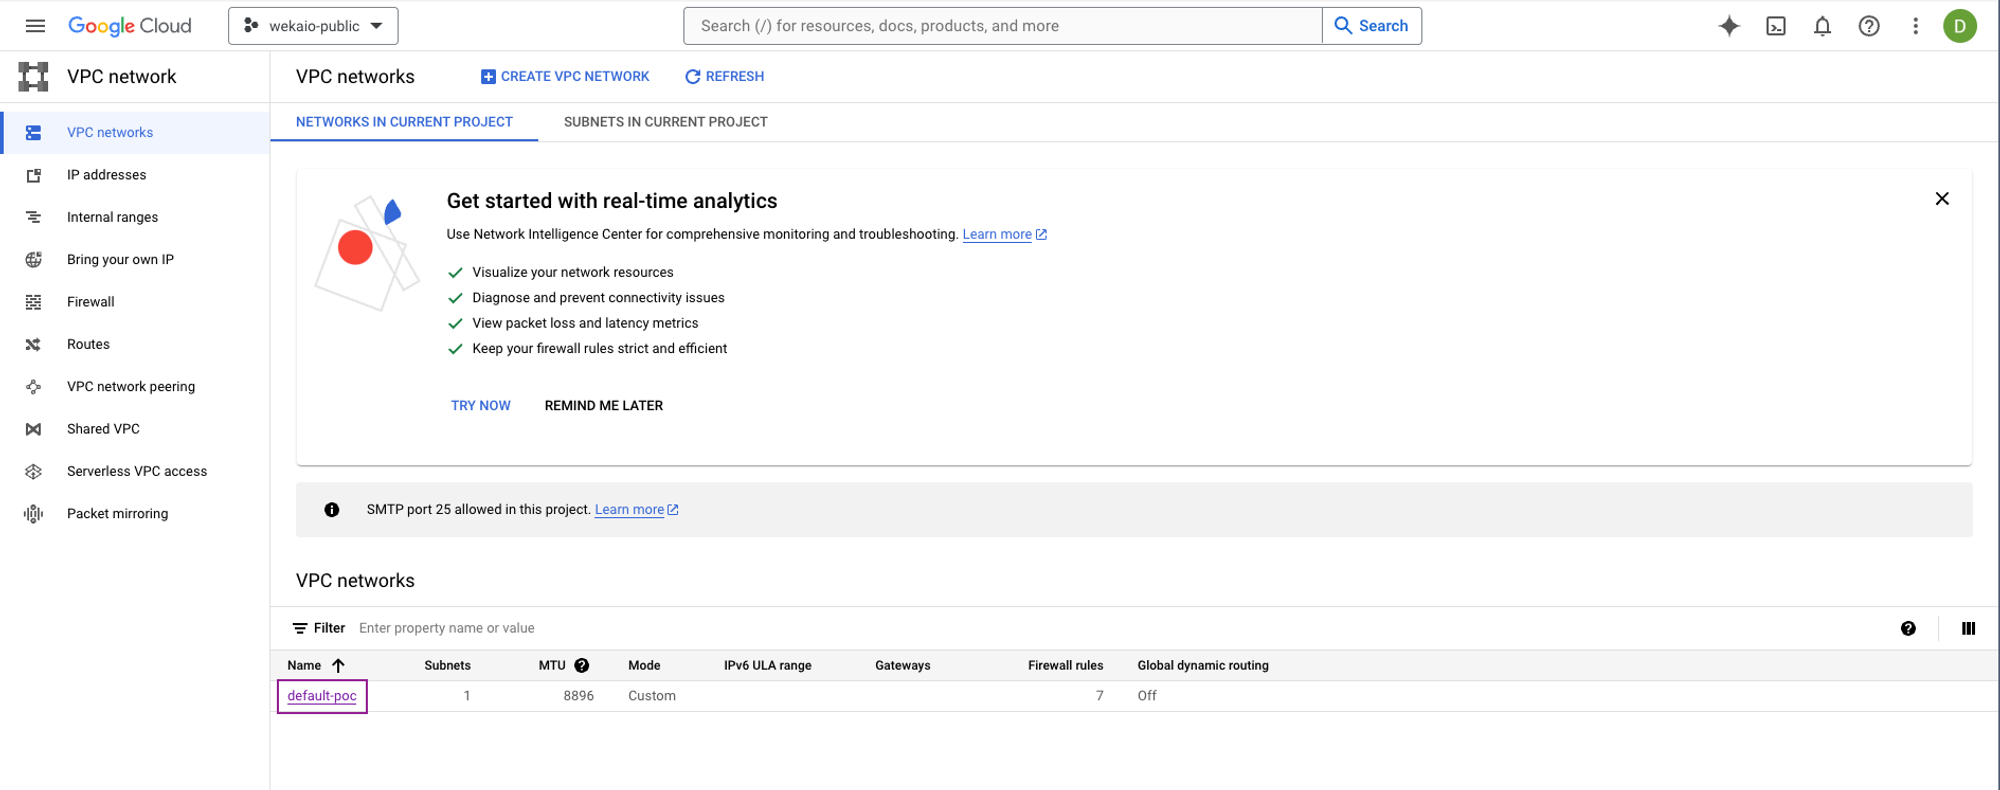 Google Cloud
wekaio-public
Search (/) for resources, docs, products, and more
Search
D
VPC network
VPC networks
CREATE VPC NETWORK
REFRESH
VPC networks
IP addresses
Internal ranges
Bring your own IP
Firewall
Routes
VPC network peering
Shared VPC
Serverless VPC access
Packet mirroring
NETWORKS IN CURRENT PROJECT
SUBNETS IN CURRENT PROJECT
Get started with real-time analytics
Use Network Intelligence Center for comprehensive monitoring and troubleshooting. Learn more
Visualize your network resources
Diagnose and prevent connectivity issues
View packet loss and latency metrics
Keep your firewall rules strict and efficient
TRY NOW
REMIND ME LATER
SMTP port 25 allowed in this project. Learn more
VPC networks
Filter Enter property name or value
Name Subnets MTU Mode IPv6 ULA range Gateways Firewall rules Global dynamic routing
default-poc 1 8896 Custom 7 Off